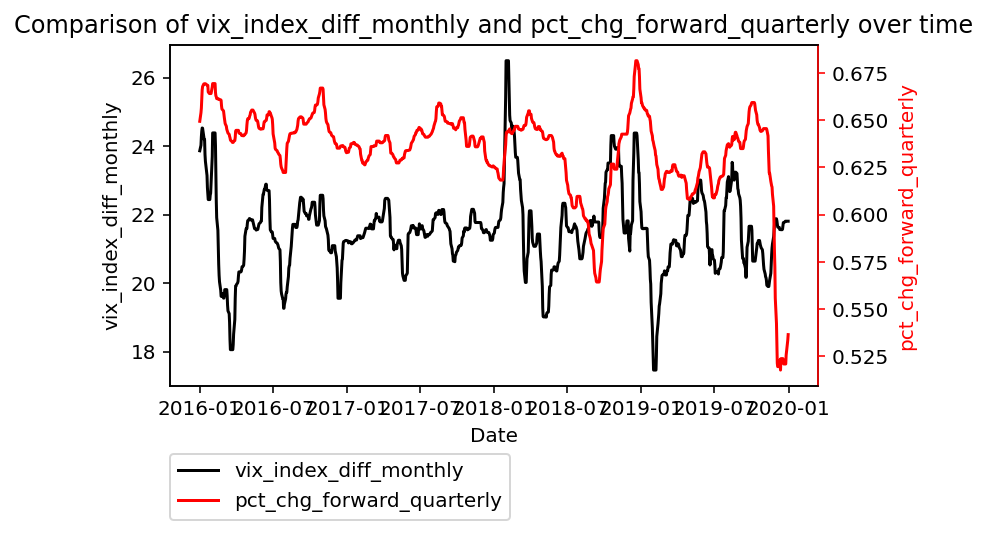 Comparison of vix_index_diff_monthly and pct_chg_forward_quarterly over time
vix_index_diff_monthly
26
24
22
20
18
0.675
0.650
0.625
0.600
0.575
0.550
0.525
pct_chg_forward_quarterly
2016-01 2016-07 2017-01 2017-07 2018-01 2018-07 2019-01 2019-07 2020-01
Date
vix_index_diff_monthly
pct_chg_forward_quarterly